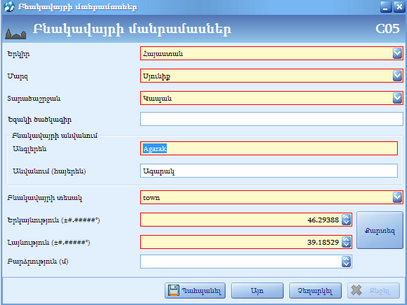 Բնակավայրի մանրամասներ
Բնակավայրի մանրամասներ C05
Երկիր Հայաստան
Մարզ Սյունիք
Տարածաշրջան Կապան
Եզակի ծածկագիր
Բնակավայրի անվանում
Անգլերեն Agarak
Անվանում (հայերեն) Ագարակ
Բնակավայրի տեսակ town
Երկայնություն (±#.#####°) 46.29388
Լայնություն (±#.#####°) 39.18529
Քարտեզ
Բարձրություն (մ)
Պահպանել Այո Չեղարկել Ջնջել